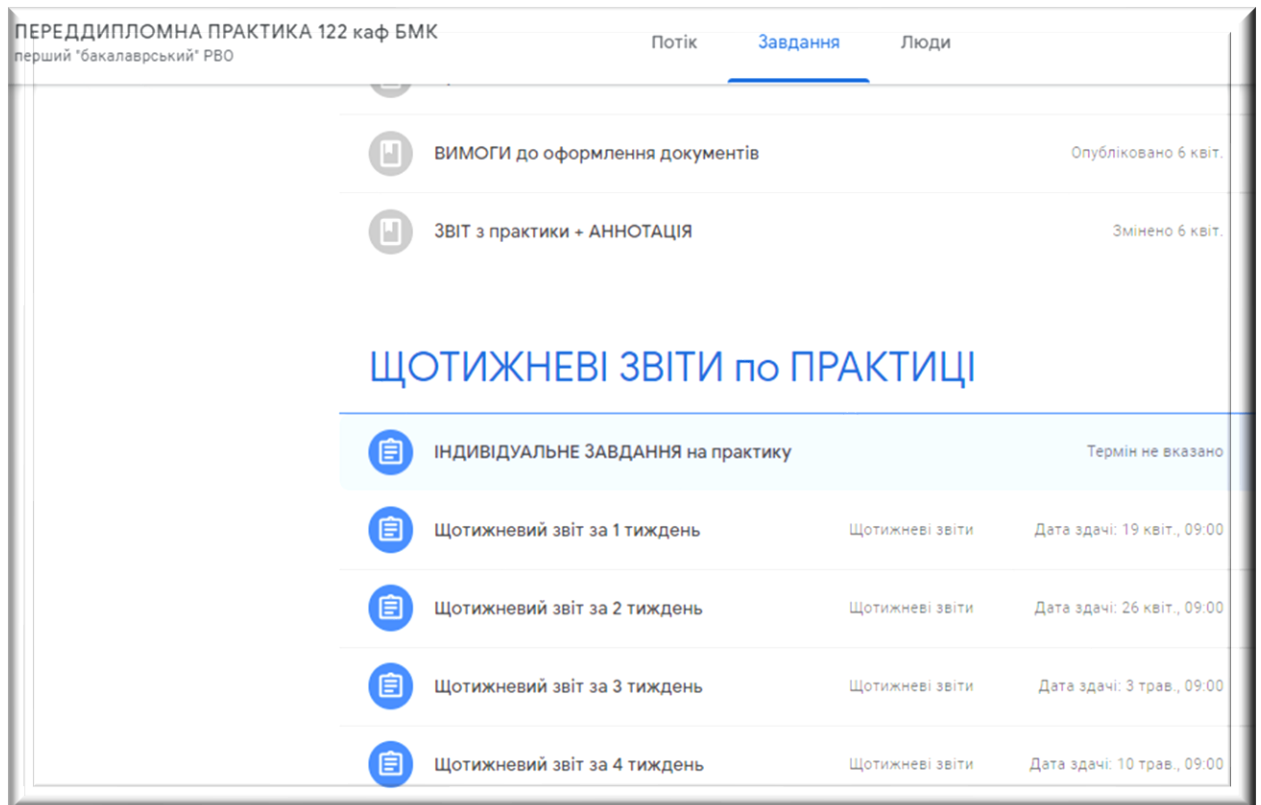 ПЕРЕДДИПЛОМНА ПРАКТИКА 122 каф БМК
перший "бакалаврський" РВО
Потік Завдання Люди
ВИМОГИ до оформлення документів Опубліковано 6 квіт.
ЗВІТ з практики + АННОТАЦІЯ Змінено 6 квіт.
ЩОТИЖНЕВІ ЗВІТИ по ПРАКТИЦІ
ІНДИВІДУАЛЬНЕ ЗАВДАННЯ на практику Термін не вказано
Щотижневий звіт за 1 тиждень Щотижневі звіти Дата здачі: 19 квіт., 09:00
Щотижневий звіт за 2 тиждень Щотижневі звіти Дата здачі: 26 квіт., 09:00
Щотижневий звіт за 3 тиждень Щотижневі звіти Дата здачі: 3 трав., 09:00
Щотижневий звіт за 4 тиждень Щотижневі звіти Дата здачі: 10 трав., 09:00